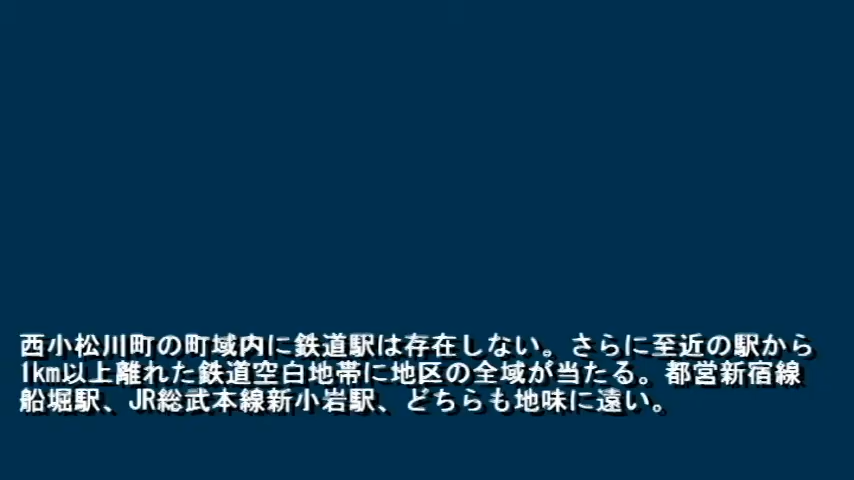 西小松川町の町域内に鉄道駅は存在しない。さらに至近の駅から
1km以上離れた鉄道空白地帯に地区の全域が当たる。都営新宿線
船堀駅、JR総武本線新小岩駅、どちらも地味に遠い。